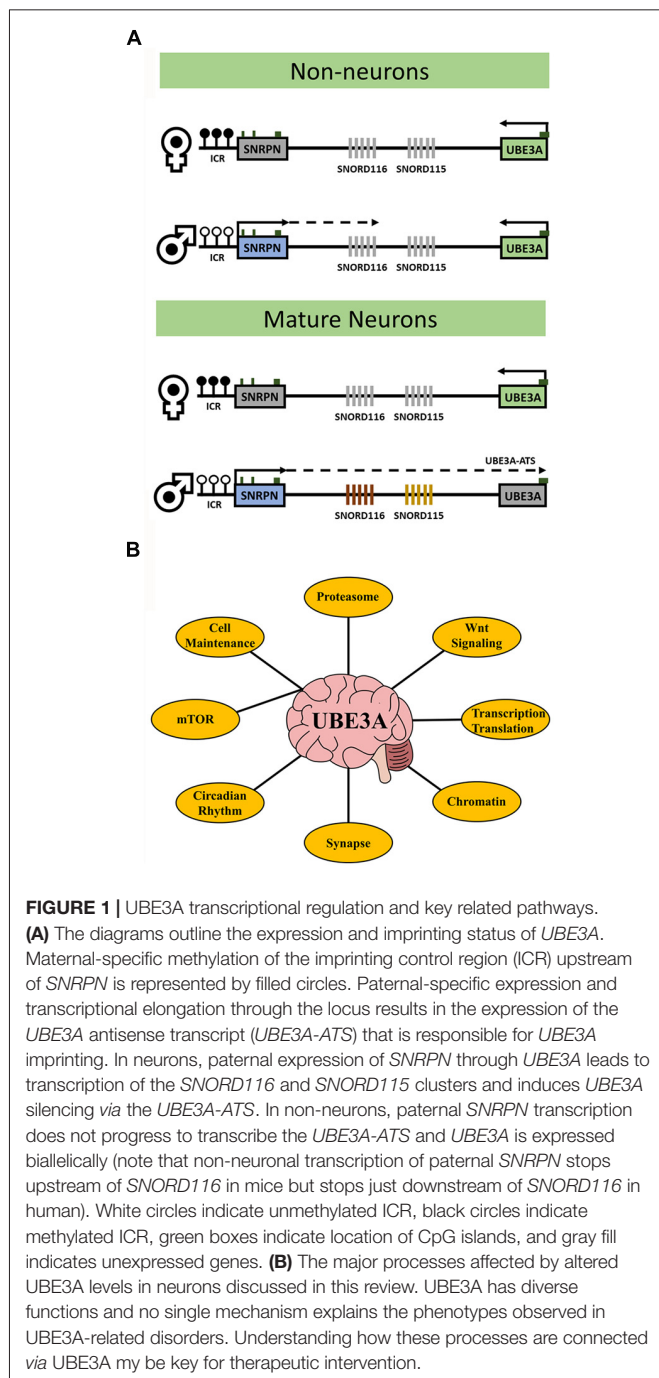 A
Non-neurons
ICR
SNRPN
SNORD116
SNORD115
UBE3A
ICR
SNRPN
SNORD116
SNORD115
UBE3A
Mature Neurons
ICR
SNRPN
SNORD116
SNORD115
UBE3A
UBE3A-ATS
ICR
SNRPN
SNORD116
SNORD115
UBE3A
B
Proteasome
Cell
Maintenance
Wnt
Signaling
mTOR
UBE3A
Transcription
Translation
Circadian
Rhythm
Chromatin
Synapse
FIGURE 1 | UBE3A transcriptional regulation and key related pathways.
(A) The diagrams outline the expression and imprinting status of UBE3A.
Maternal-specific methylation of the imprinting control region (ICR) upstream
of SNRPN is represented by filled circles. Paternal-specific expression and
transcriptional elongation through the locus results in the expression of the
UBE3A antisense transcript (UBE3A-ATS) that is responsible for UBE3A
imprinting. In neurons, paternal expression of SNRPN through UBE3A leads to
transcription of the SNORD116 and SNORD115 clusters and induces UBE3A
silencing via the UBE3A-ATS. In non-neurons, paternal SNRPN transcription
does not progress to transcribe the UBE3A-ATS and UBE3A is expressed
biallelically (note that non-neuronal transcription of paternal SNRPN stops
upstream of SNORD116 in mice but stops just downstream of SNORD116 in
human). White circles indicate unmethylated ICR, black circles indicate
methylated ICR, green boxes indicate location of CpG islands, and gray fill
indicates unexpressed genes. (B) The major processes affected by altered
UBE3A levels in neurons discussed in this review. UBE3A has diverse
functions and no single mechanism explains the phenotypes observed in
UBE3A-related disorders. Understanding how these processes are connected
via UBE3A my be key for therapeutic intervention.